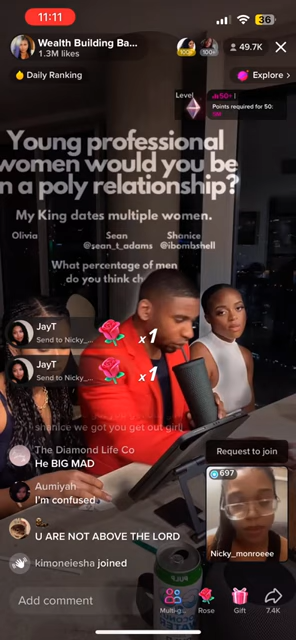 11:11
36
Wealth Building Ba...
1.3M likes
100+
100+
49.7K
Daily Ranking
Explore >
Level
50+
Points required for 50:
Young professional
women would you be
n a poly relationship?
My King dates multiple women.
Olivia Sean Shanice
@sean_t_adams @ibombshell
What percentage of men
do you think ch
JayT
Send to Nicky_...
x1
JayT
Send to Nicky_...
x1
shanice we got you get out girl!
The Diamond Life Co
He BIG MAD
Aumiyah
I'm confused
U ARE NOT ABOVE THE LORD
kimoneiesha joined
Request to join
697
Nicky_monroeee
Add comment
Multi-g...
Rose
Gift
7.4K